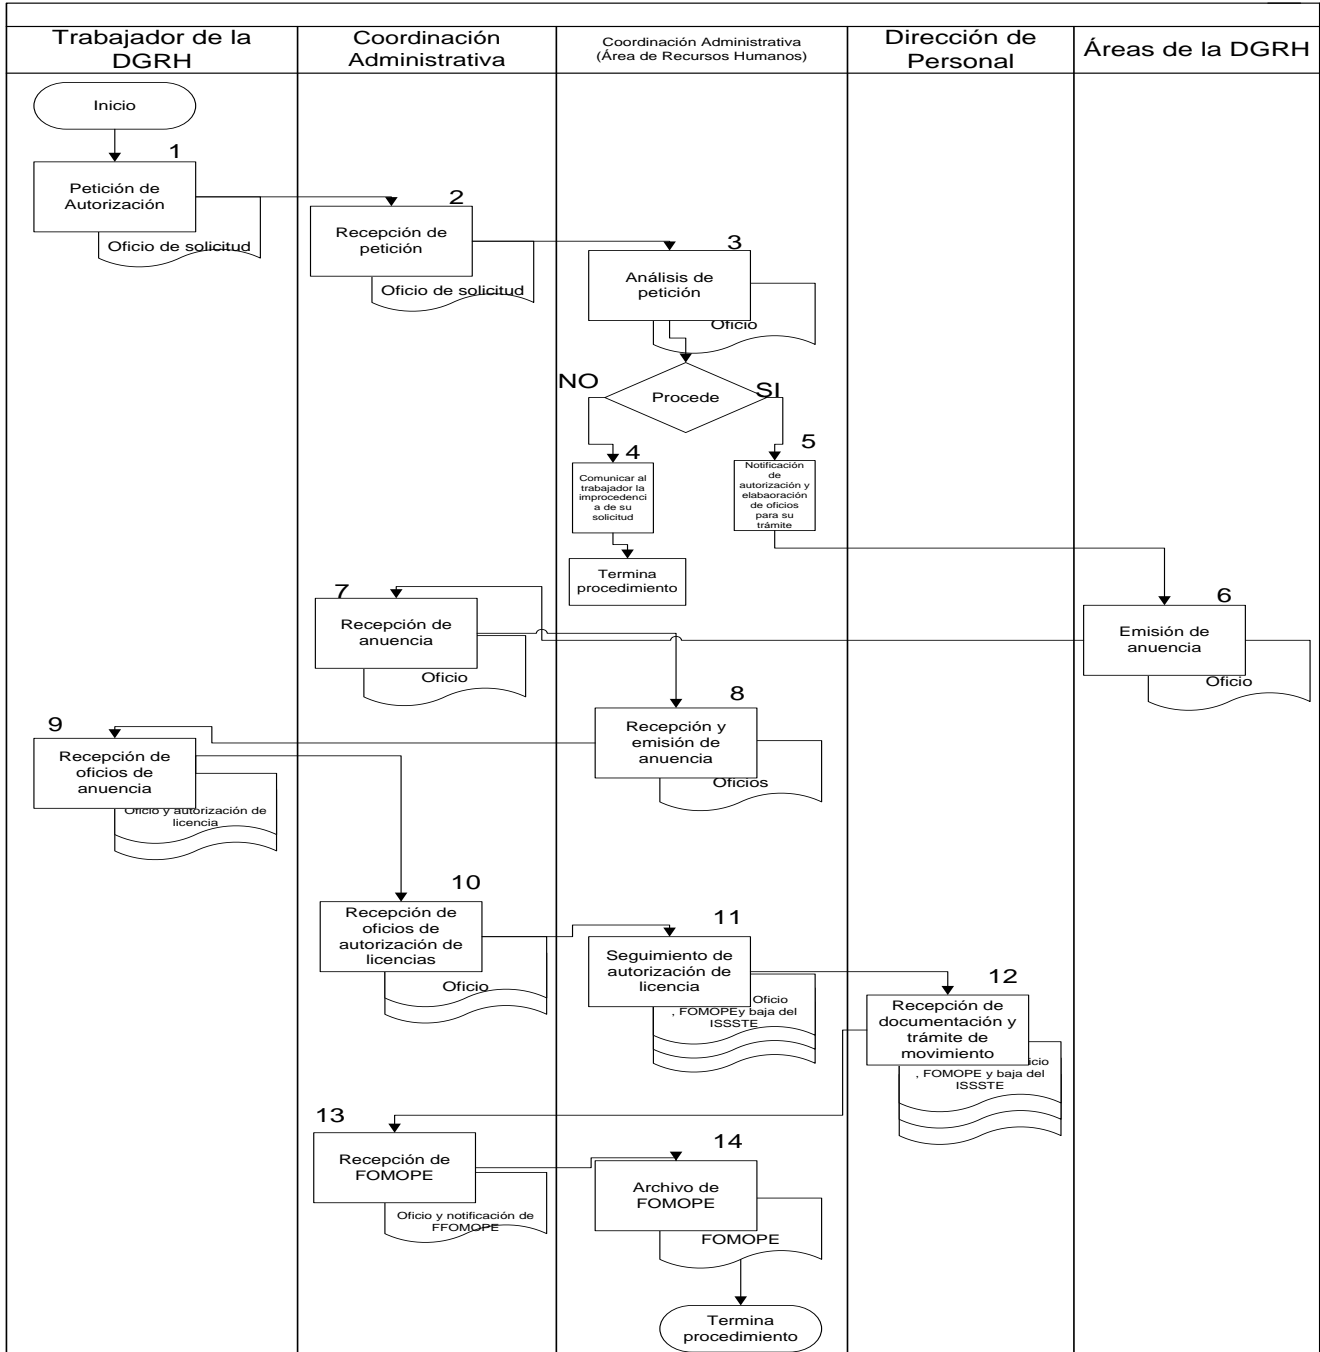 Trabajador de la
DGRH
Coordinación
Administrativa
Coordinación Administrativa
(Área de Recursos Humanos)
Dirección de
Personal
Áreas de la DGRH
Inicio
1
Petición de
Autorización
Oficio de solicitud
2
Recepción de
petición
Oficio de solicitud
3
Análisis de
petición
Oficio
Procede
NO
SI
4
Comunicar al
trabajador la
improcedenci
a de su
solicitud
Termina
procedimiento
5
Notificación
de
autorización y
elabaoración
de oficios
para su
trámite
6
Emisión de
anuencia
Oficio
7
Recepción de
anuencia
Oficio
8
Recepción y
emisión de
anuencia
Oficios
9
Recepción de
oficios de
anuencia
Oficio y autorización de
licencia
10
Recepción de
oficios de
autorización de
licencias
Oficio
11
Seguimiento de
autorización de
licencia
Oficio
, FOMOPEy baja del
ISSSTE
12
Recepción de
documentación y
trámite de
movimiento
icio
, FOMOPE y baja del
ISSSTE
13
Recepción de
FOMOPE
Oficio y notificación de
FFOMOPE
14
Archivo de
FOMOPE
FOMOPE
Termina
procedimiento